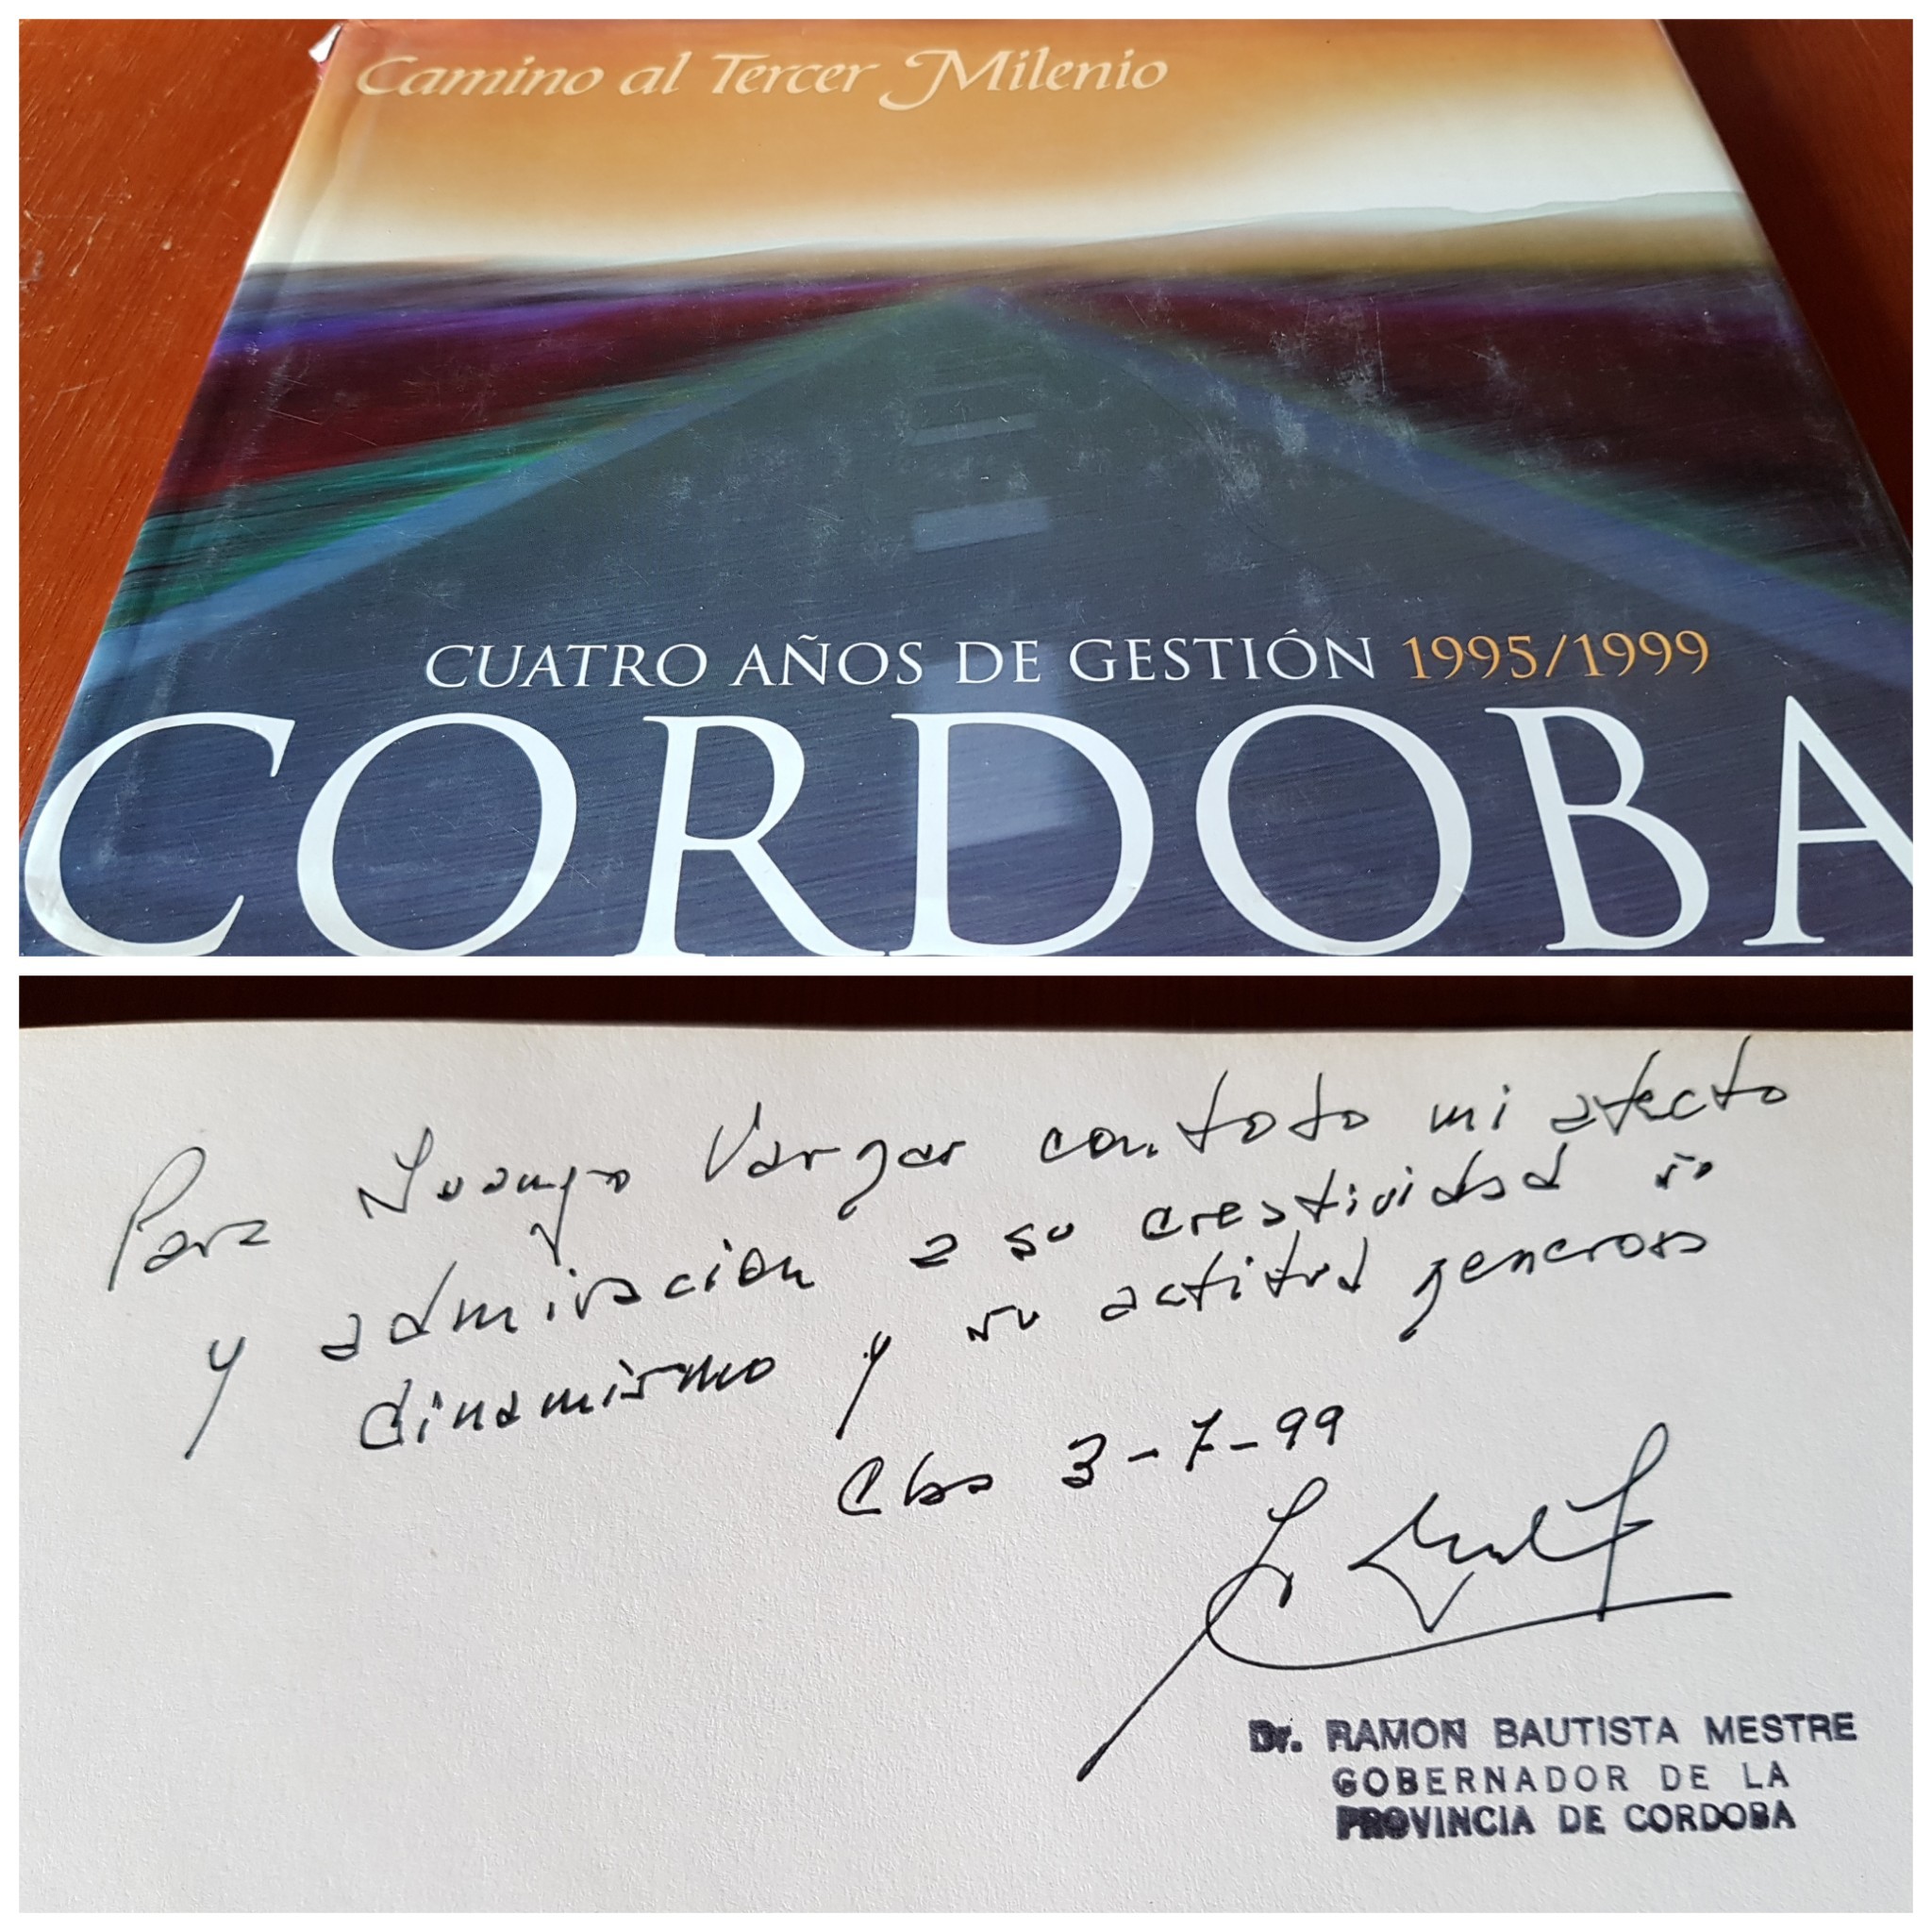 Camino al Tercer Milenio
CUATRO AÑOS DE GESTIÓN 1995/1999
CORDOBA
Para Vargas con todo mi afecto
y admiración a su creatividad su
dinamismo y su actitud generosa
Cba 3-7-99
Dr. RAMON BAUTISTA MESTRE
GOBERNADOR DE LA
PROVINCIA DE CORDOBA